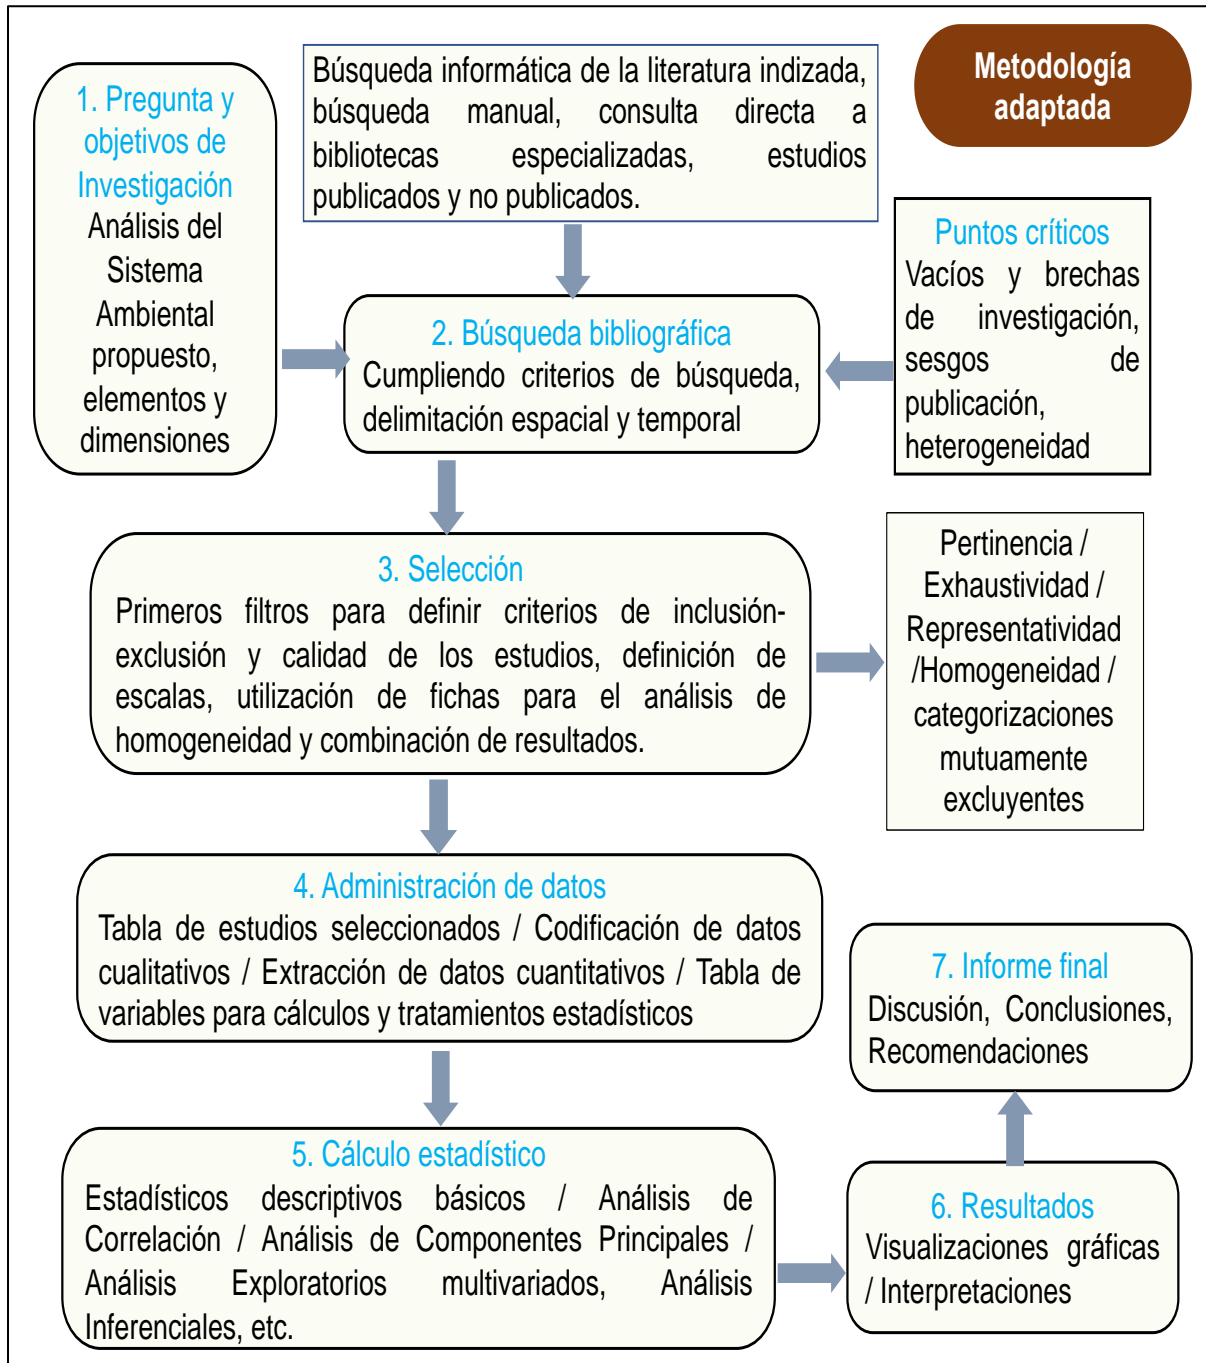 Metodología
adaptada
1. Pregunta y
objetivos de
Investigación
Análisis del
Sistema
Ambiental
propuesto,
elementos y
dimensiones
Búsqueda informática de la literatura indizada,
búsqueda manual, consulta directa a
bibliotecas especializadas, estudios
publicados y no publicados.
Puntos críticos
Vacíos y brechas
de investigación,
sesgos de
publicación,
heterogeneidad
2. Búsqueda bibliográfica
Cumpliendo criterios de búsqueda,
delimitación espacial y temporal
3. Selección
Primeros filtros para definir criterios de inclusión-
exclusión y calidad de los estudios, definición de
escalas, utilización de fichas para el análisis de
homogeneidad y combinación de resultados.
Pertinencia /
Exhaustividad /
Representatividad
/Homogeneidad /
categorizaciones
mutuamente
excluyentes
4. Administración de datos
Tabla de estudios seleccionados / Codificación de datos
cualitativos / Extracción de datos cuantitativos / Tabla de
variables para cálculos y tratamientos estadísticos
5. Cálculo estadístico
Estadísticos descriptivos básicos / Análisis de
Correlación / Análisis de Componentes Principales /
Análisis Exploratorios multivariados, Análisis
Inferenciales, etc.
6. Resultados
Visualizaciones gráficas
/ Interpretaciones
7. Informe final
Discusión, Conclusiones,
Recomendaciones